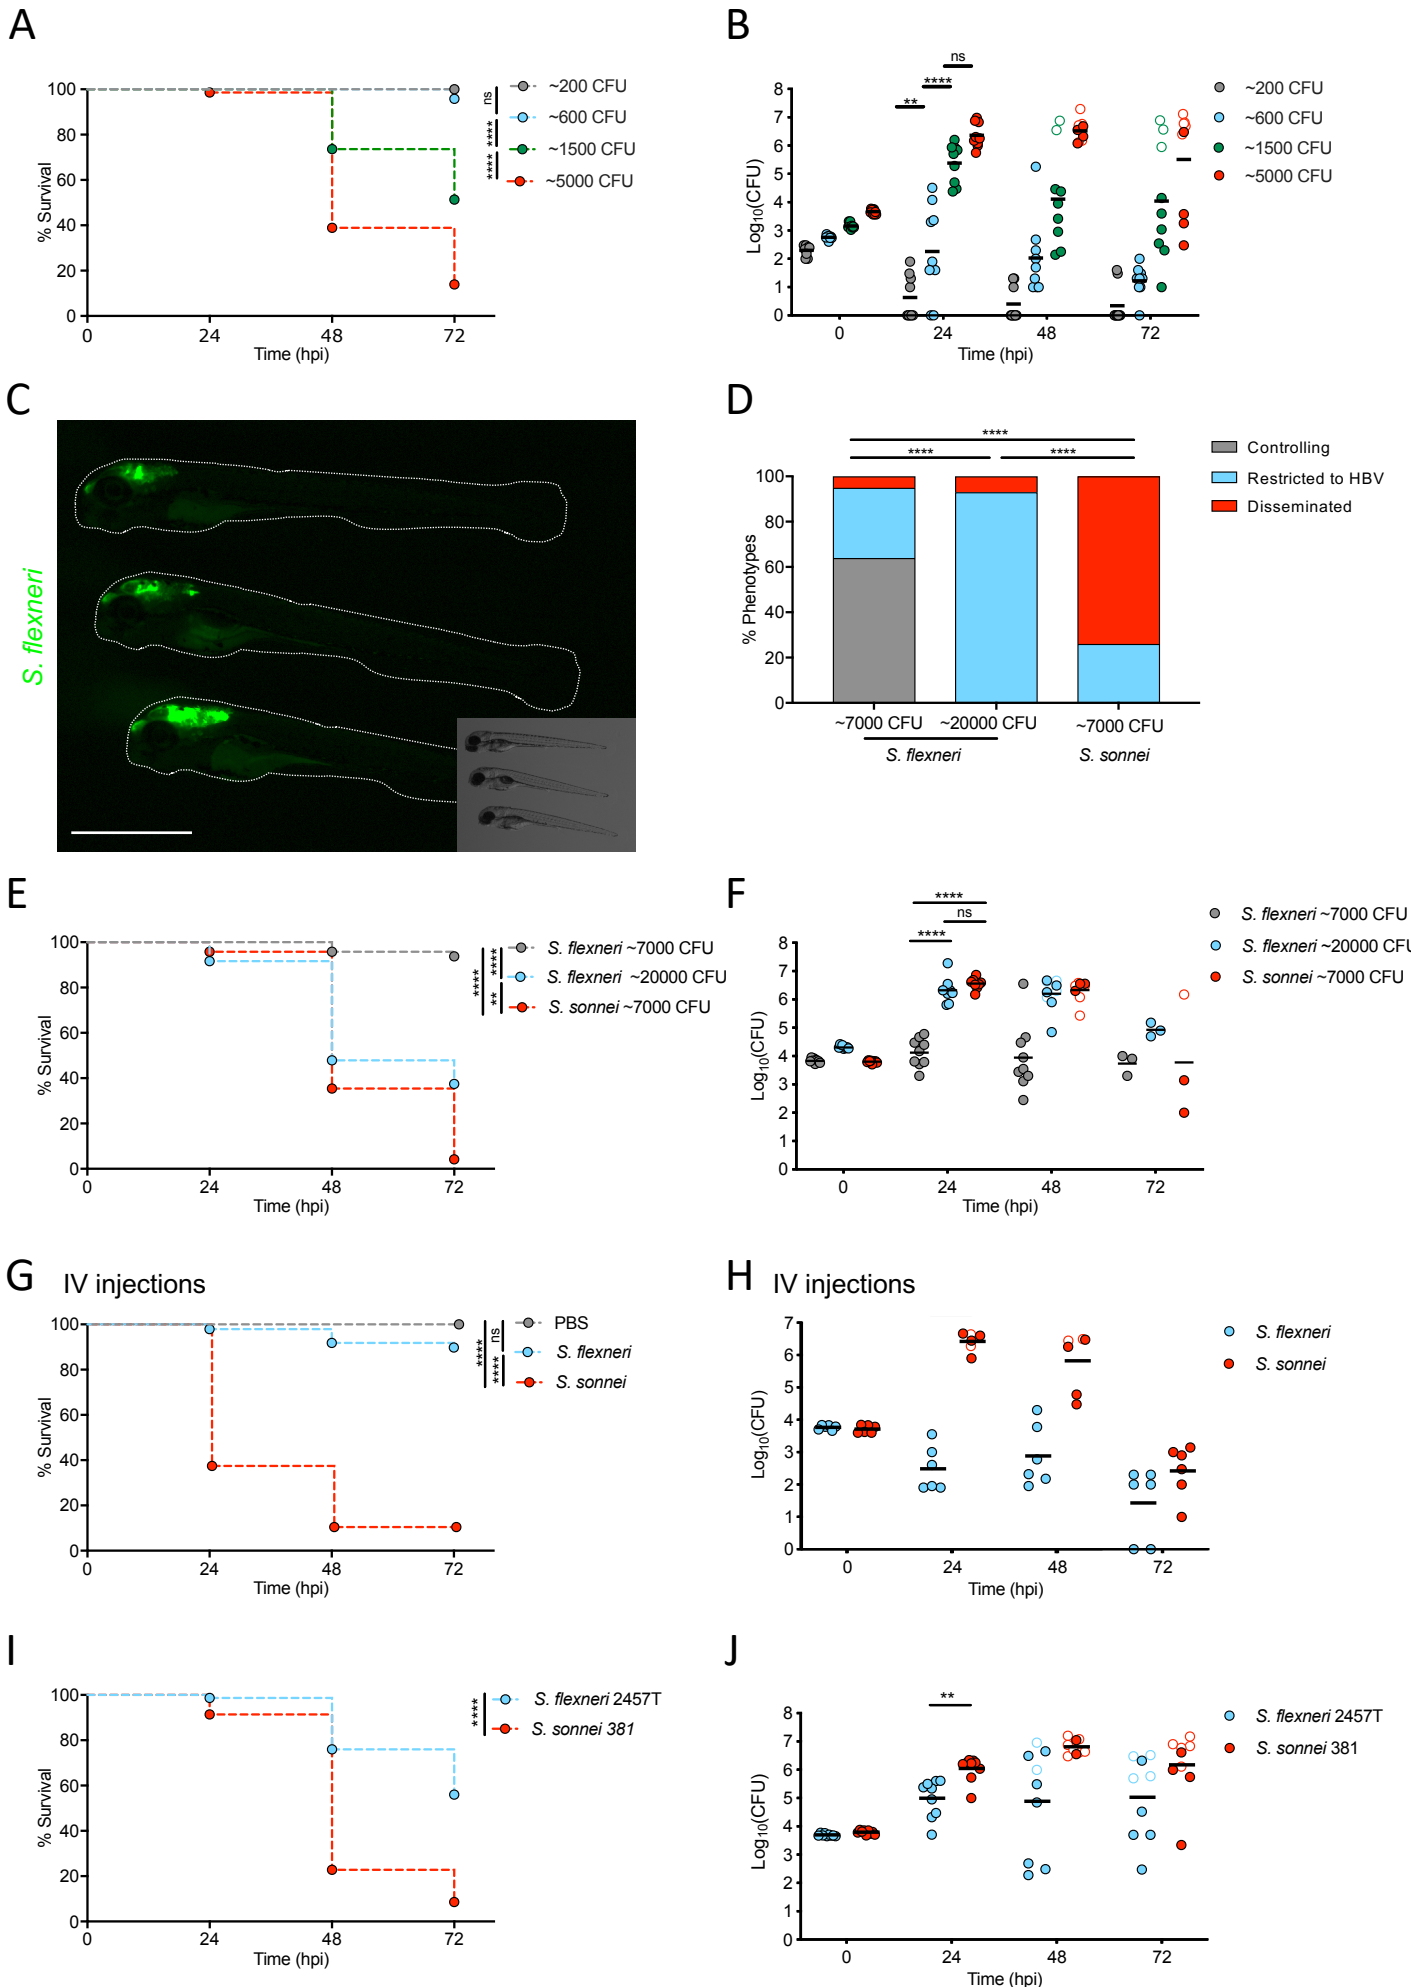 A
% Survival
100
80
60
40
20
0
0 24 48 72
Time (hpi)
ns
****
****
~200 CFU
~600 CFU
~1500 CFU
~5000 CFU
B
Log10(CFU)
8
7
6
5
4
3
2
1
0
** **** ns
0 24 48 72
Time (hpi)
~200 CFU
~600 CFU
~1500 CFU
~5000 CFU
C
S. flexneri
D
% Phenotypes
100
80
60
40
20
0
****
**** ****
~7000 CFU ~20000 CFU ~7000 CFU
S. flexneri S. sonnei
Controlling
Restricted to HBV
Disseminated
E
% Survival
100
80
60
40
20
0
0 24 48 72
Time (hpi)
****
****
**
S. flexneri ~7000 CFU
S. flexneri ~20000 CFU
S. sonnei ~7000 CFU
F
Log10(CFU)
8
7
6
5
4
3
2
1
0
****
ns
****
0 24 48 72
Time (hpi)
S. flexneri ~7000 CFU
S. flexneri ~20000 CFU
S. sonnei ~7000 CFU
G IV injections
% Survival
100
80
60
40
20
0
0 24 48 72
Time (hpi)
****
ns
****
PBS
S. flexneri
S. sonnei
H IV injections
Log10(CFU)
7
6
5
4
3
2
1
0
0 24 48 72
Time (hpi)
S. flexneri
S. sonnei
I
% Survival
100
80
60
40
20
0
0 24 48 72
Time (hpi)
****
S. flexneri 2457T
S. sonnei 381
J
Log10(CFU)
8
7
6
5
4
3
2
1
0
**
0 24 48 72
Time (hpi)
S. flexneri 2457T
S. sonnei 381